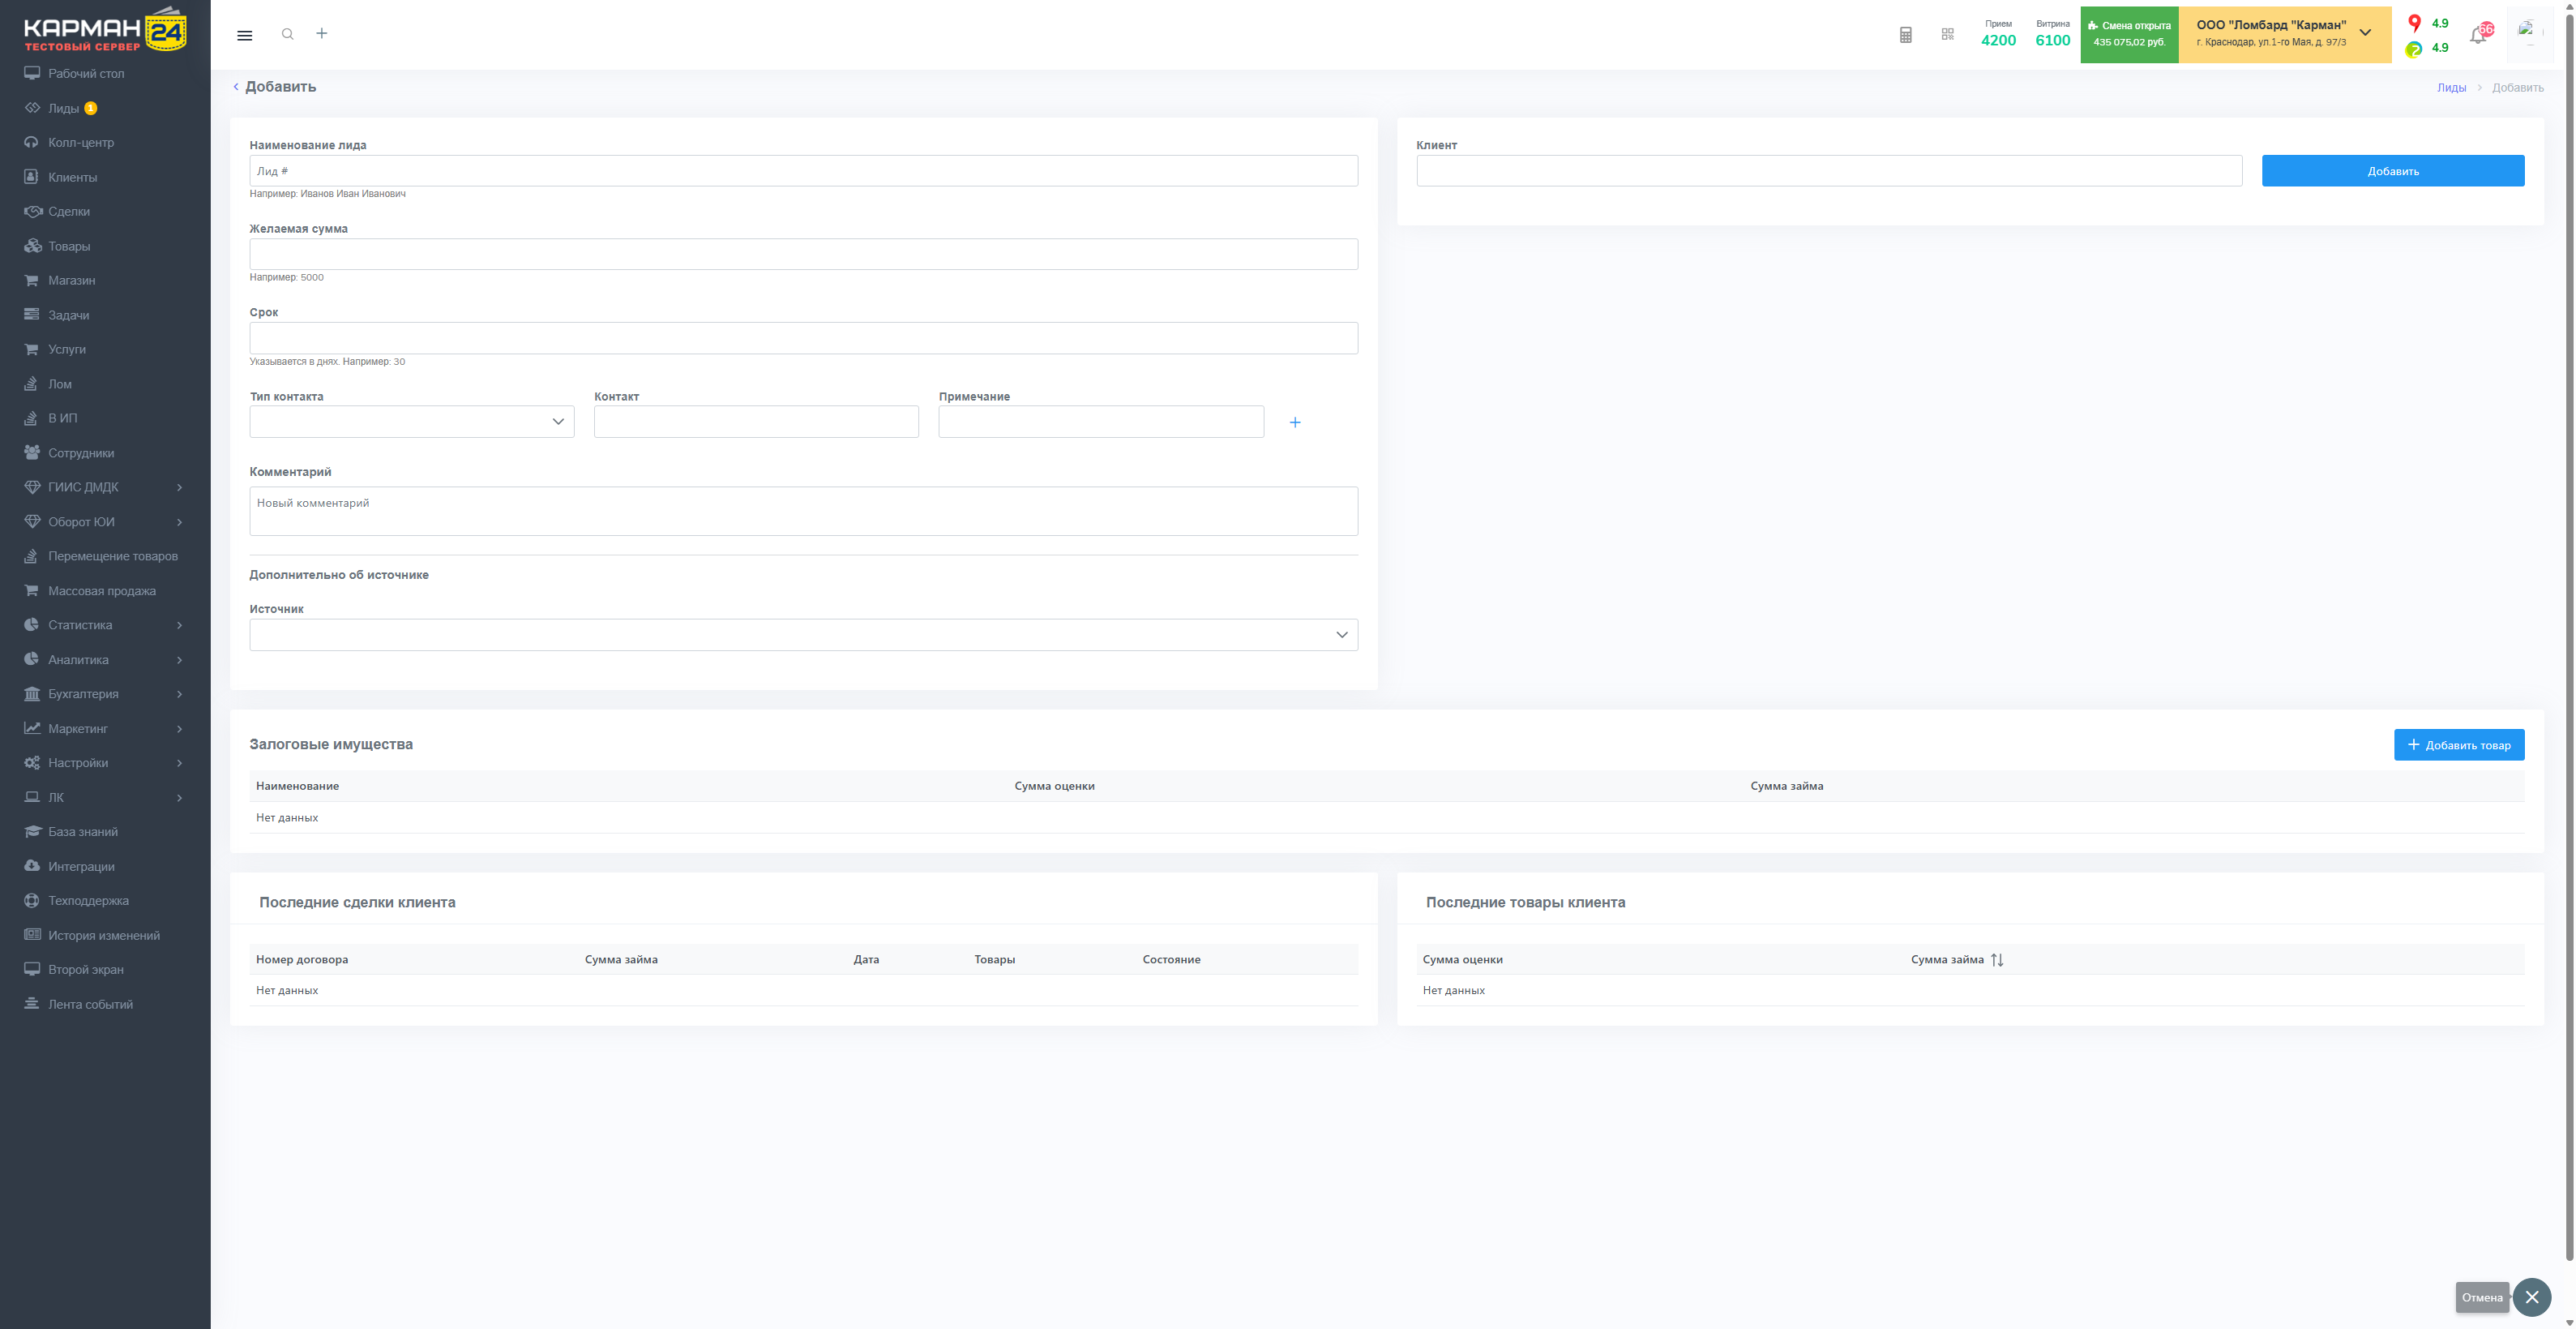 КАРМАН 24
ТЕСТОВЫЙ СЕРВЕР
Рабочий стол
Лиды 1
Колл-центр
Клиенты
Сделки
Товары
Магазин
Задачи
Услуги
Лом
В ИП
Сотрудники
ГИИС ДМДК
Оборот ЮИ
Перемещение товаров
Массовая продажа
Статистика
Аналитика
Бухгалтерия
Маркетинг
Настройки
ЛК
База знаний
Интеграции
Техподдержка
История изменений
Второй экран
Лента событий
Прием
4200
Витрина
6100
Смена открыта
435 075,02 руб.
ООО "Ломбард "Карман"
г. Краснодар, ул.1-го Мая, д. 97/3
4.9
4.9
Добавить
Лиды > Добавить
Наименование лида
Лид #
Например: Иванов Иван Иванович
Желаемая сумма
Например: 5000
Срок
Указывается в днях. Например: 30
Тип контакта Контакт Примечание
Комментарий
Новый комментарий
Дополнительно об источнике
Источник
Клиент
Добавить
Залоговые имущества
Добавить товар
Наименование Сумма оценки Сумма займа
Нет данных
Последние сделки клиента
Номер договора Сумма займа Дата Товары Состояние
Нет данных
Последние товары клиента
Сумма оценки Сумма займа
Нет данных
Отмена